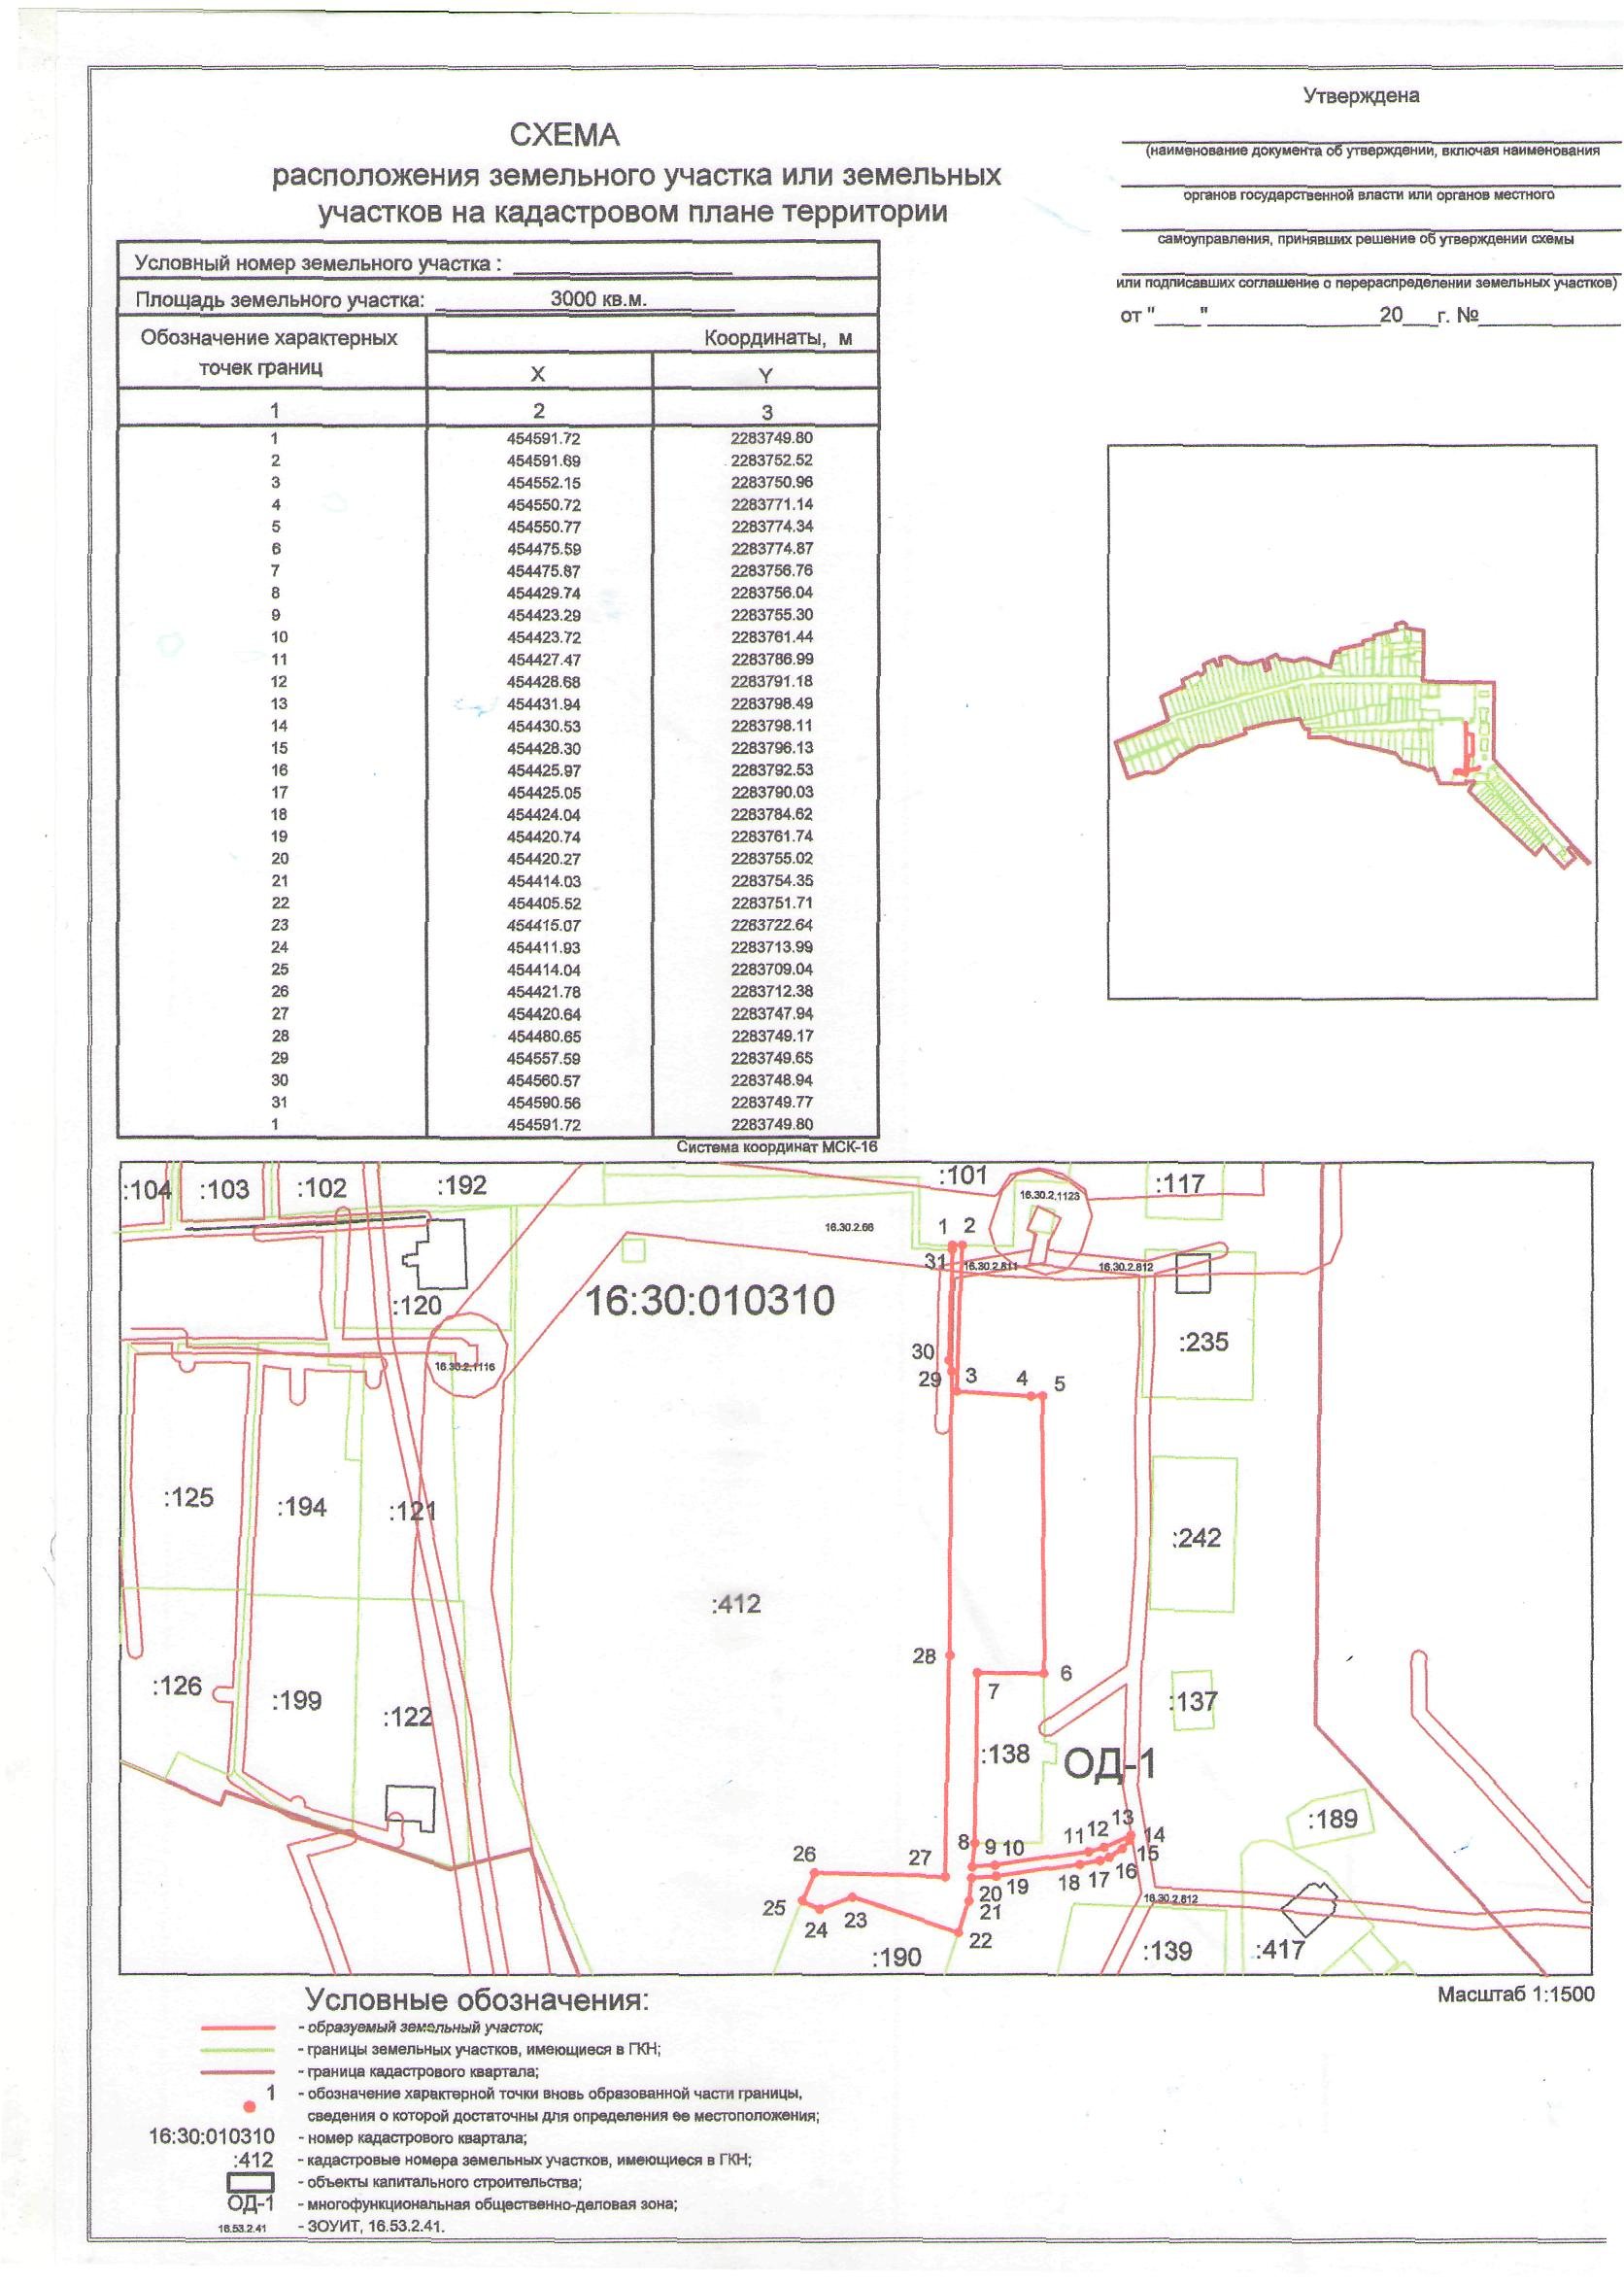 Утверждена
(наименование документа об утверждении, включая наименования
органов государственной власти или органов местного
самоуправления, принявших решение об утверждении схемы
или подписавших соглашение о перераспределении земельных участков)
от "____"______________20___г. №____________
СХЕМА
расположения земельного участка или земельных
участков на кадастровом плане территории
Условный номер земельного участка : __________________
Площадь земельного участка: 3000 кв.м.
Обозначение характерных точек границ
Координаты, м
X Y
1 2 3
1 454591.72 2283749.80
2 454591.69 2283752.52
3 454552.15 2283750.96
4 454550.72 2283771.14
5 454550.77 2283774.34
6 454475.59 2283774.87
7 454475.87 2283756.76
8 454429.74 2283756.04
9 454423.29 2283755.30
10 454423.72 2283761.44
11 454427.47 2283786.99
12 454428.68 2283791.18
13 454431.94 2283798.49
14 454430.53 2283798.11
15 454428.30 2283796.13
16 454425.97 2283792.53
17 454425.05 2283790.03
18 454424.04 2283784.62
19 454420.74 2283761.74
20 454420.27 2283755.02
21 454414.03 2283754.35
22 454405.52 2283751.71
23 454415.07 2283722.64
24 454411.93 2283713.99
25 454414.04 2283709.04
26 454421.78 2283712.38
27 454420.64 2283747.94
28 454480.65 2283749.17
29 454557.59 2283749.65
30 454560.57 2283748.94
31 454590.56 2283749.77
1 454591.72 2283749.80
Система координат МСК-16
:104 :103 :102 :192 :101 :117
16.30.2.1123
16.30.2.66
1 2
31 16.30.2.811 16.30.2.812
16:30:010310
:120
:235
16.30.2.1116
30
29 3 4 5
:125 :194 :121
:242
:412
28
6
7
:126 :199 :122
:137
:138 ОД-1
:189
8 9 10 11 12 13 14
15
26 27
16
17
18
19
20
21
25 24 23
22
16.30.2.812
:190 :139 :417
Масштаб 1:1500
Условные обозначения:
- образуемый земельный участок;
- границы земельных участков, имеющиеся в ГКН;
- граница кадастрового квартала;
1 - обозначение характерной точки вновь образованной части границы,
сведения о которой достаточны для определения ее местоположения;
16:30:010310 - номер кадастрового квартала;
:412 - кадастровые номера земельных участков, имеющиеся в ГКН;
- объекты капитального строительства;
ОД-1 - многофункциональная общественно-деловая зона;
16.53.2.41 - ЗОУИТ, 16.53.2.41.